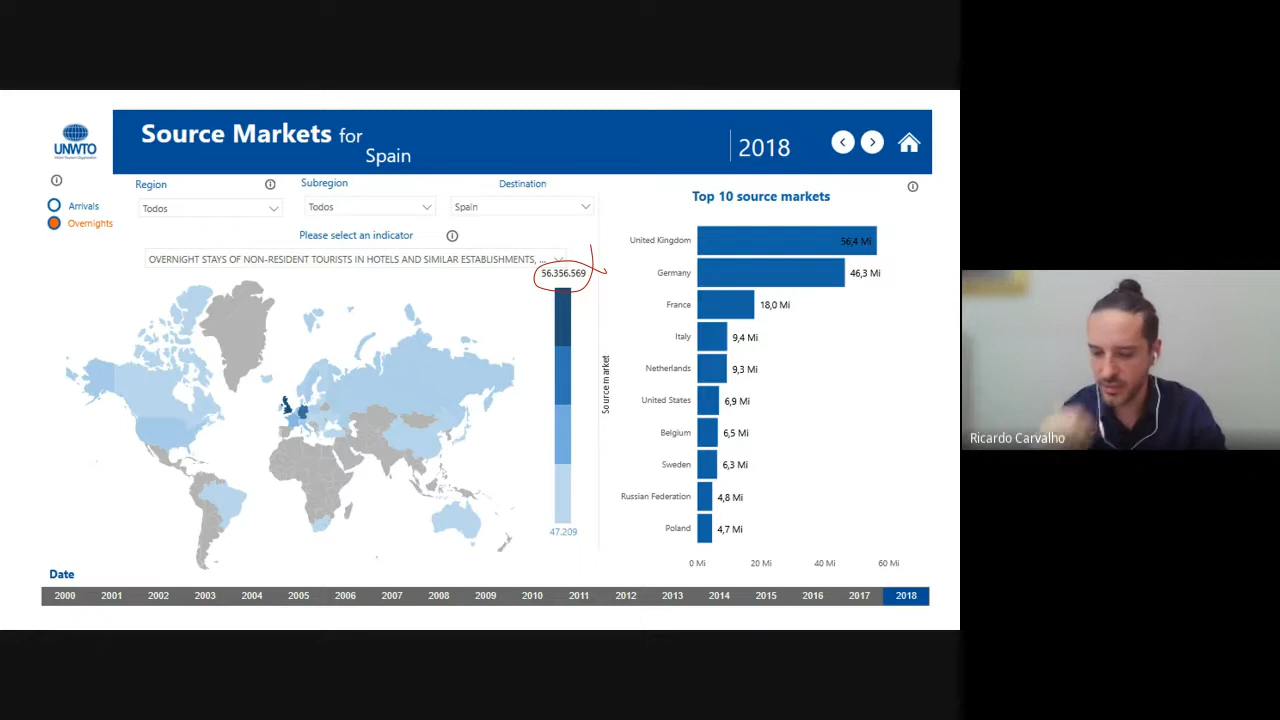 Source Markets for
Spain
2018
UNWTO
Region
Subregion
Destination
Todos
Todos
Spain
Arrivals
Overnights
Please select an indicator
OVERNIGHT STAYS OF NON-RESIDENT TOURISTS IN HOTELS AND SIMILAR ESTABLISHMENTS, ...
56.356.569
47.209
Top 10 source markets
Source market
United Kingdom 56,4 Mi
Germany 46,3 Mi
France 18,0 Mi
Italy 9,4 Mi
Netherlands 9,3 Mi
United States 6,9 Mi
Belgium 6,5 Mi
Sweden 6,3 Mi
Russian Federation 4,8 Mi
Poland 4,7 Mi
0 Mi 20 Mi 40 Mi 60 Mi
Date
2000 2001 2002 2003 2004 2005 2006 2007 2008 2009 2010 2011 2012 2013 2014 2015 2016 2017 2018
Ricardo Carvalho